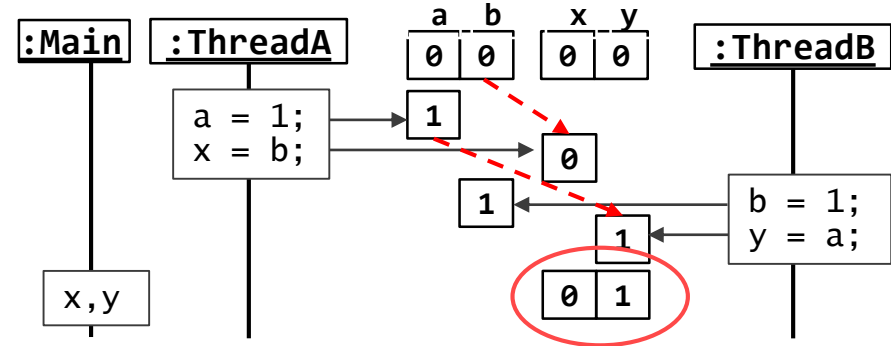 a b x y
:Main :ThreadA 0 0 0 0 :ThreadB
a = 1; 1
x = b; 0
1 b = 1;
1 y = a;
x,y 0 1